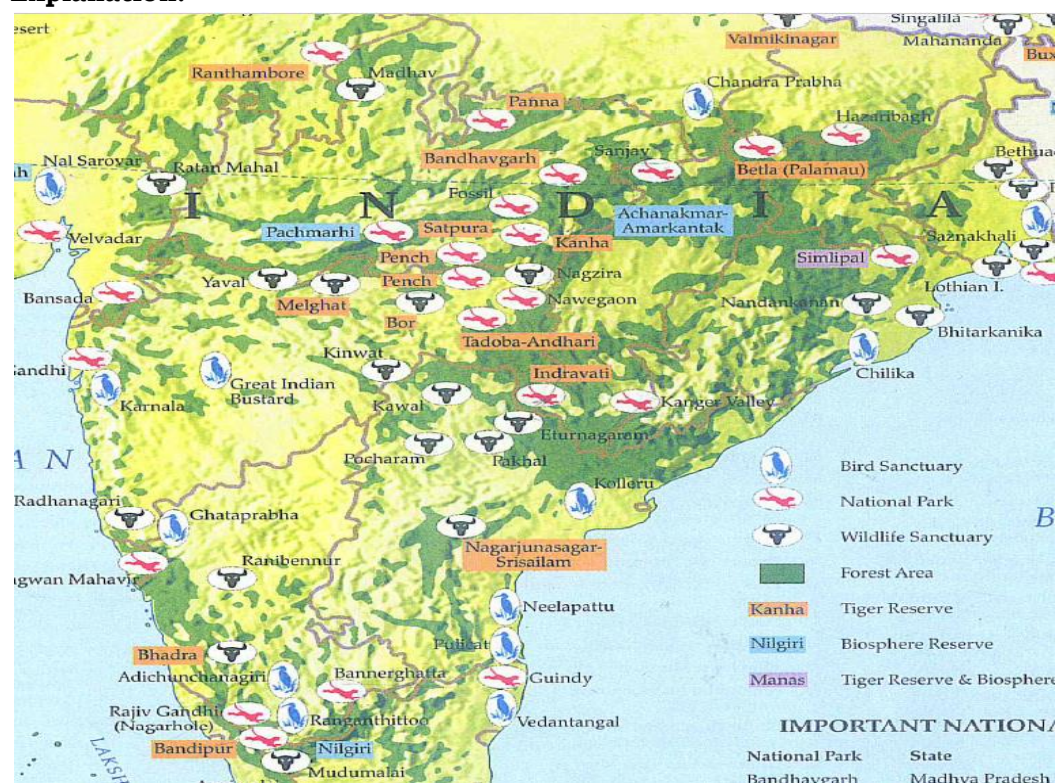 Explanation:
Singalila
Valmikinagar
Mahananda
Bux
esert
Ranthambore
Madhav
Chandra Prabha
Panna
Hazaribagh
Nal Sarovar
Ratan Mahal
Bandhavgarh
Sanjay
Betla (Palamau)
Bethuad
ah
Fossil
I N D I A
Achanakmar-
Amarkantak
Velvadar
Pachmarhi
Satpura
Kanha
Saznakhali
Pench
Simlipal
Yaval
Pench
Nagzira
Lothian I.
Bansada
Melghat
Nawegaon
Nandankanan
Bor
Bhitarkanika
Tadoba-Andhari
Kinwat
Indravati
Chilika
Gandhi
Great Indian
Bustard
Karnala
Kawal
Kanger Valley
Eturnagaram
A N
Pocharam
Pakhal
Bird Sanctuary
Kolleru
National Park
Radhanagari
Ghataprabha
B
Wildlife Sanctuary
Nagarjunasagar-
Srisailam
Ranibennur
ngwan Mahavir
Forest Area
Neelapattu
Kanha Tiger Reserve
Pulicat
Nilgiri Biosphere Reserve
Bhadra
Adichunchanagiri
Bannerghatta
Guindy
Manas Tiger Reserve & Biosphere
Rajiv Gandhi
(Nagarhole)
Ranganthittoo
Vedantangal
IMPORTANT NATIONA
Bandipur
Nilgiri
National Park State
LAKSH
Mudumalai
Bandhavgarh Madhya Pradesh